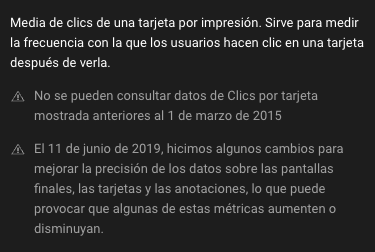 Media de clics de una tarjeta por impresión. Sirve para medir
la frecuencia con la que los usuarios hacen clic en una tarjeta
después de verla.
No se pueden consultar datos de Clics por tarjeta
mostrada anteriores al 1 de marzo de 2015
El 11 de junio de 2019, hicimos algunos cambios para
mejorar la precisión de los datos sobre las pantallas
finales, las tarjetas y las anotaciones, lo que puede
provocar que algunas de estas métricas aumenten o
disminuyan.